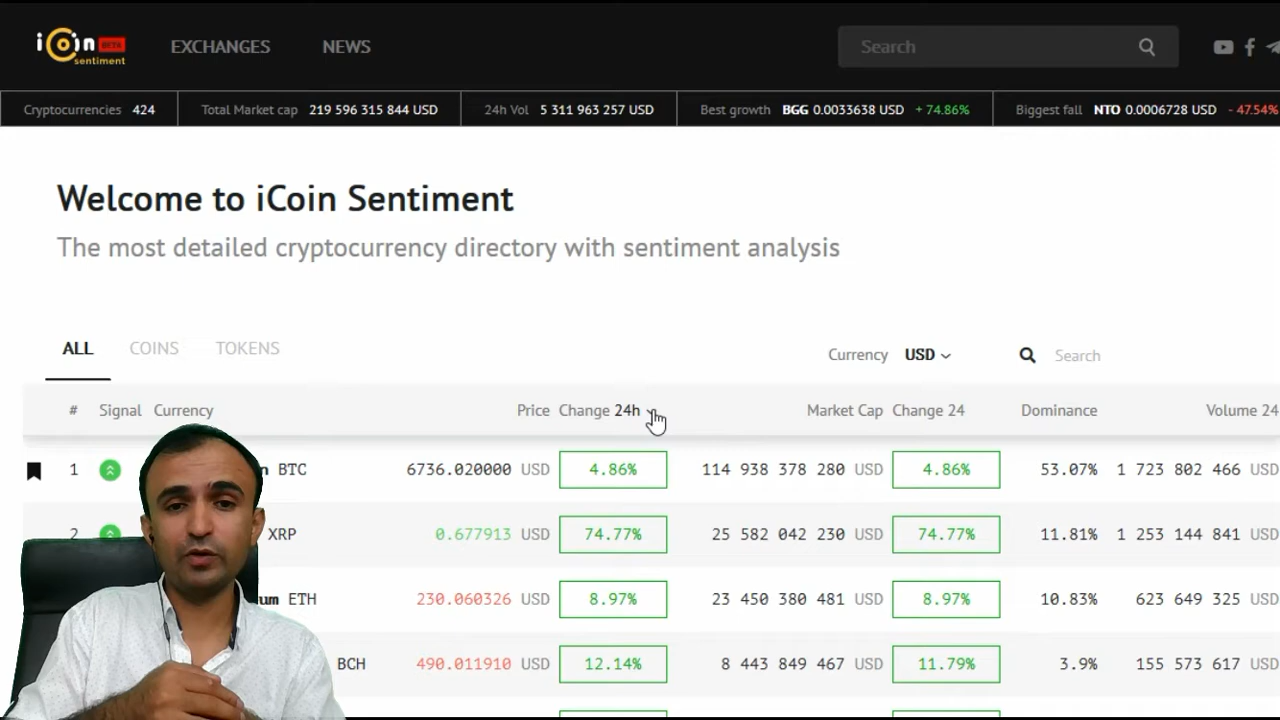 iCoin BETA
sentiment
EXCHANGES
NEWS
Search
Cryptocurrencies 424
Total Market cap 219 596 315 844 USD
24h Vol 5 311 963 257 USD
Best growth BGG 0.0033638 USD + 74.86%
Biggest fall NTO 0.0006728 USD - 47.54%
Welcome to iCoin Sentiment
The most detailed cryptocurrency directory with sentiment analysis
ALL COINS TOKENS
Currency USD
Search
# Signal Currency Price Change 24h Market Cap Change 24 Dominance Volume 24
1 n BTC 6736.020000 USD 4.86% 114 938 378 280 USD 4.86% 53.07% 1 723 802 466 USD
2 XRP 0.677913 USD 74.77% 25 582 042 230 USD 74.77% 11.81% 1 253 144 841 USD
um ETH 230.060326 USD 8.97% 23 450 380 481 USD 8.97% 10.83% 623 649 325 USD
BCH 490.011910 USD 12.14% 8 443 849 467 USD 11.79% 3.9% 155 573 617 USD